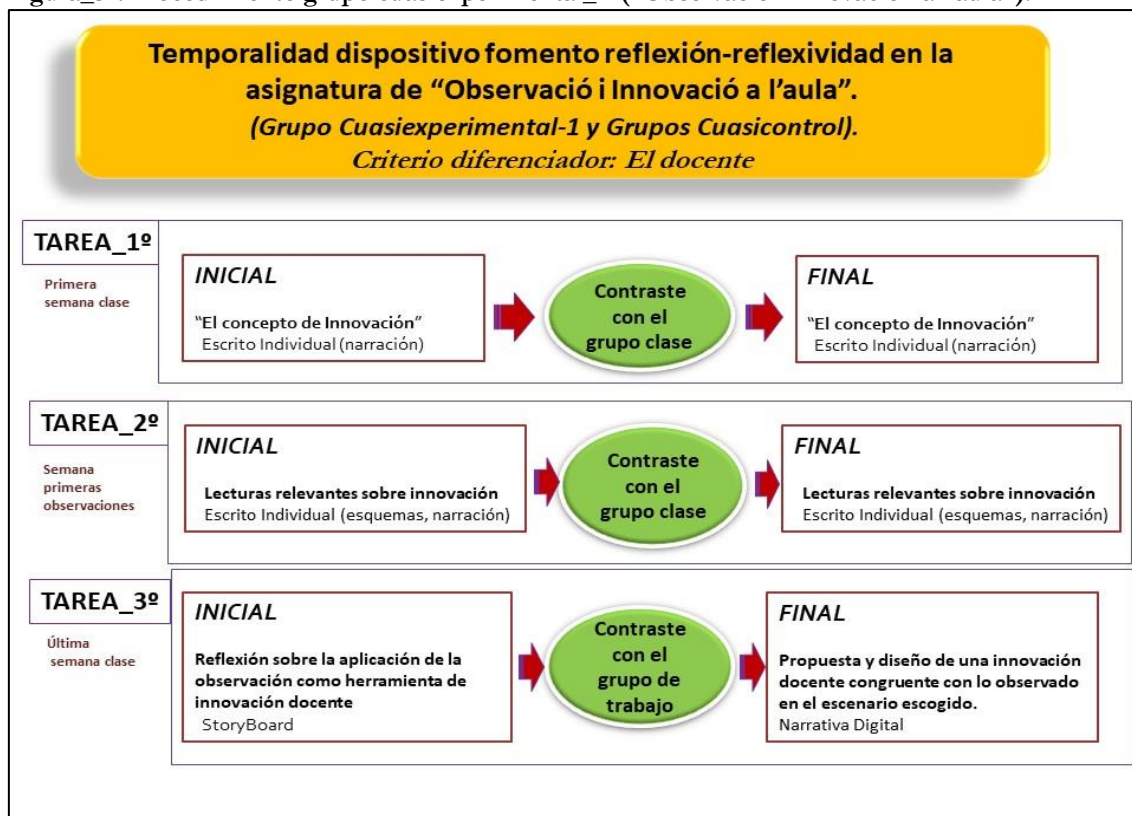 Temporalidad dispositivo fomento reflexión-reflexividad en la
asignatura de “Observació i Innovació a l’aula”.
(Grupo Cuasiexperimental-1 y Grupos Cuasicontrol).
Criterio diferenciador: El docente
TAREA_1º
Primera
semana clase
INICIAL
“El concepto de Innovación”
Escrito Individual (narración)
Contraste
con el
grupo clase
FINAL
“El concepto de Innovación”
Escrito Individual (narración)
TAREA_2º
Semana
primeras
observaciones
INICIAL
Lecturas relevantes sobre innovación
Escrito Individual (esquemas, narración)
Contraste
con el
grupo clase
FINAL
Lecturas relevantes sobre innovación
Escrito Individual (esquemas, narración)
TAREA_3º
Última
semana clase
INICIAL
Reflexión sobre la aplicación de la
observación como herramienta de
innovación docente
StoryBoard
Contraste
con el
grupo de
trabajo
FINAL
Propuesta y diseño de una innovación
docente congruente con lo observado
en el escenario escogido.
Narrativa Digital